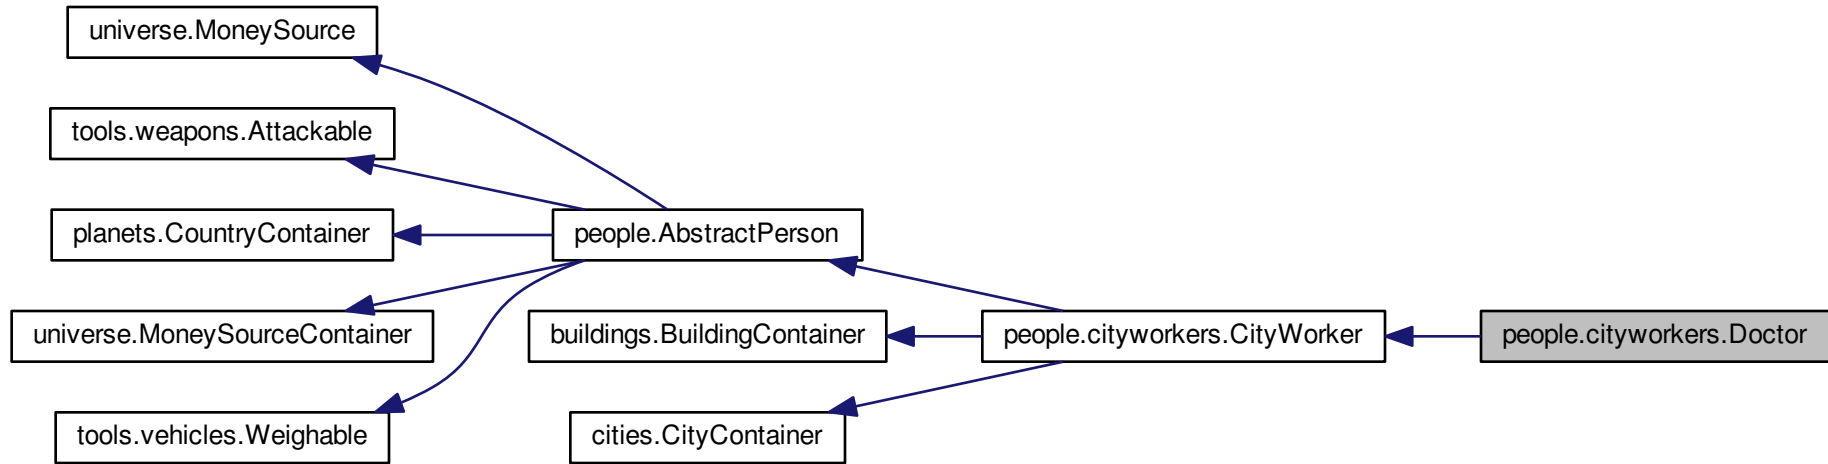 universe.MoneySource
tools.weapons.Attackable
planets.CountryContainer
people.AbstractPerson
universe.MoneySourceContainer
buildings.BuildingContainer
people.cityworkers.CityWorker
people.cityworkers.Doctor
tools.vehicles.Weighable
cities.CityContainer